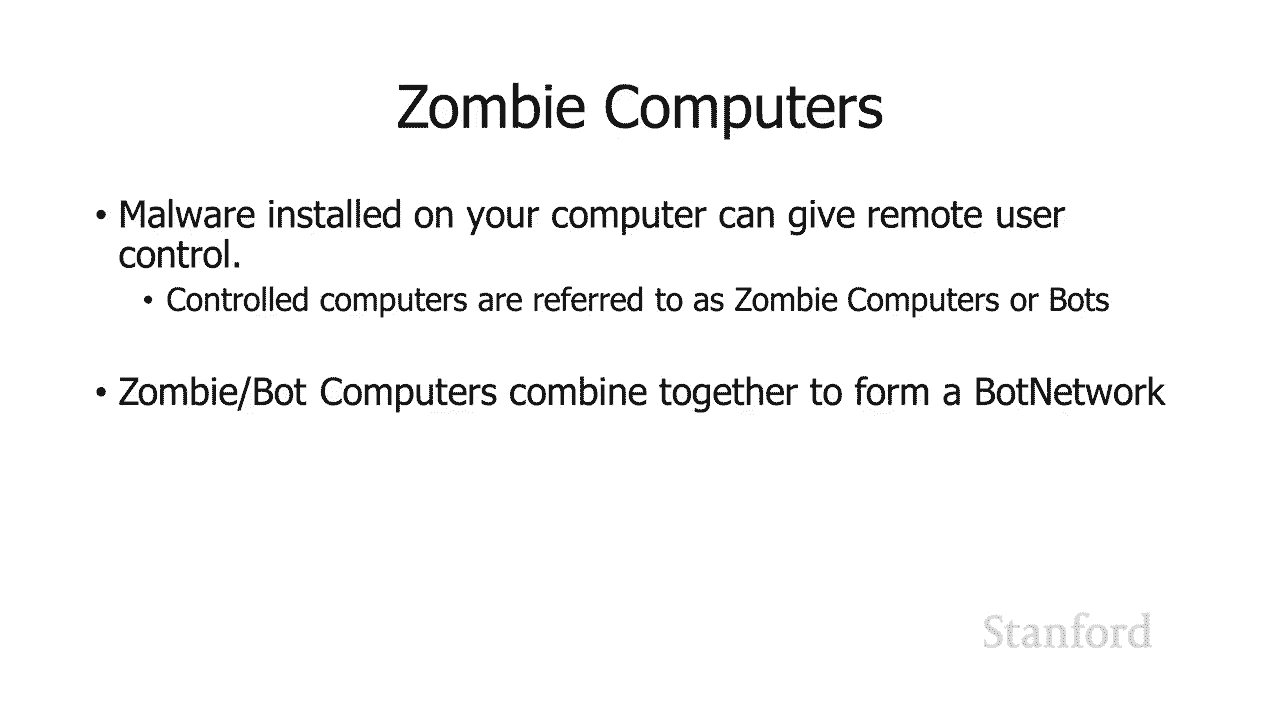 Zombie Computers
• Malware installed on your computer can give remote user
control.
• Controlled computers are referred to as Zombie Computers or Bots
• Zombie/Bot Computers combine together to form a BotNetwork
Stanford